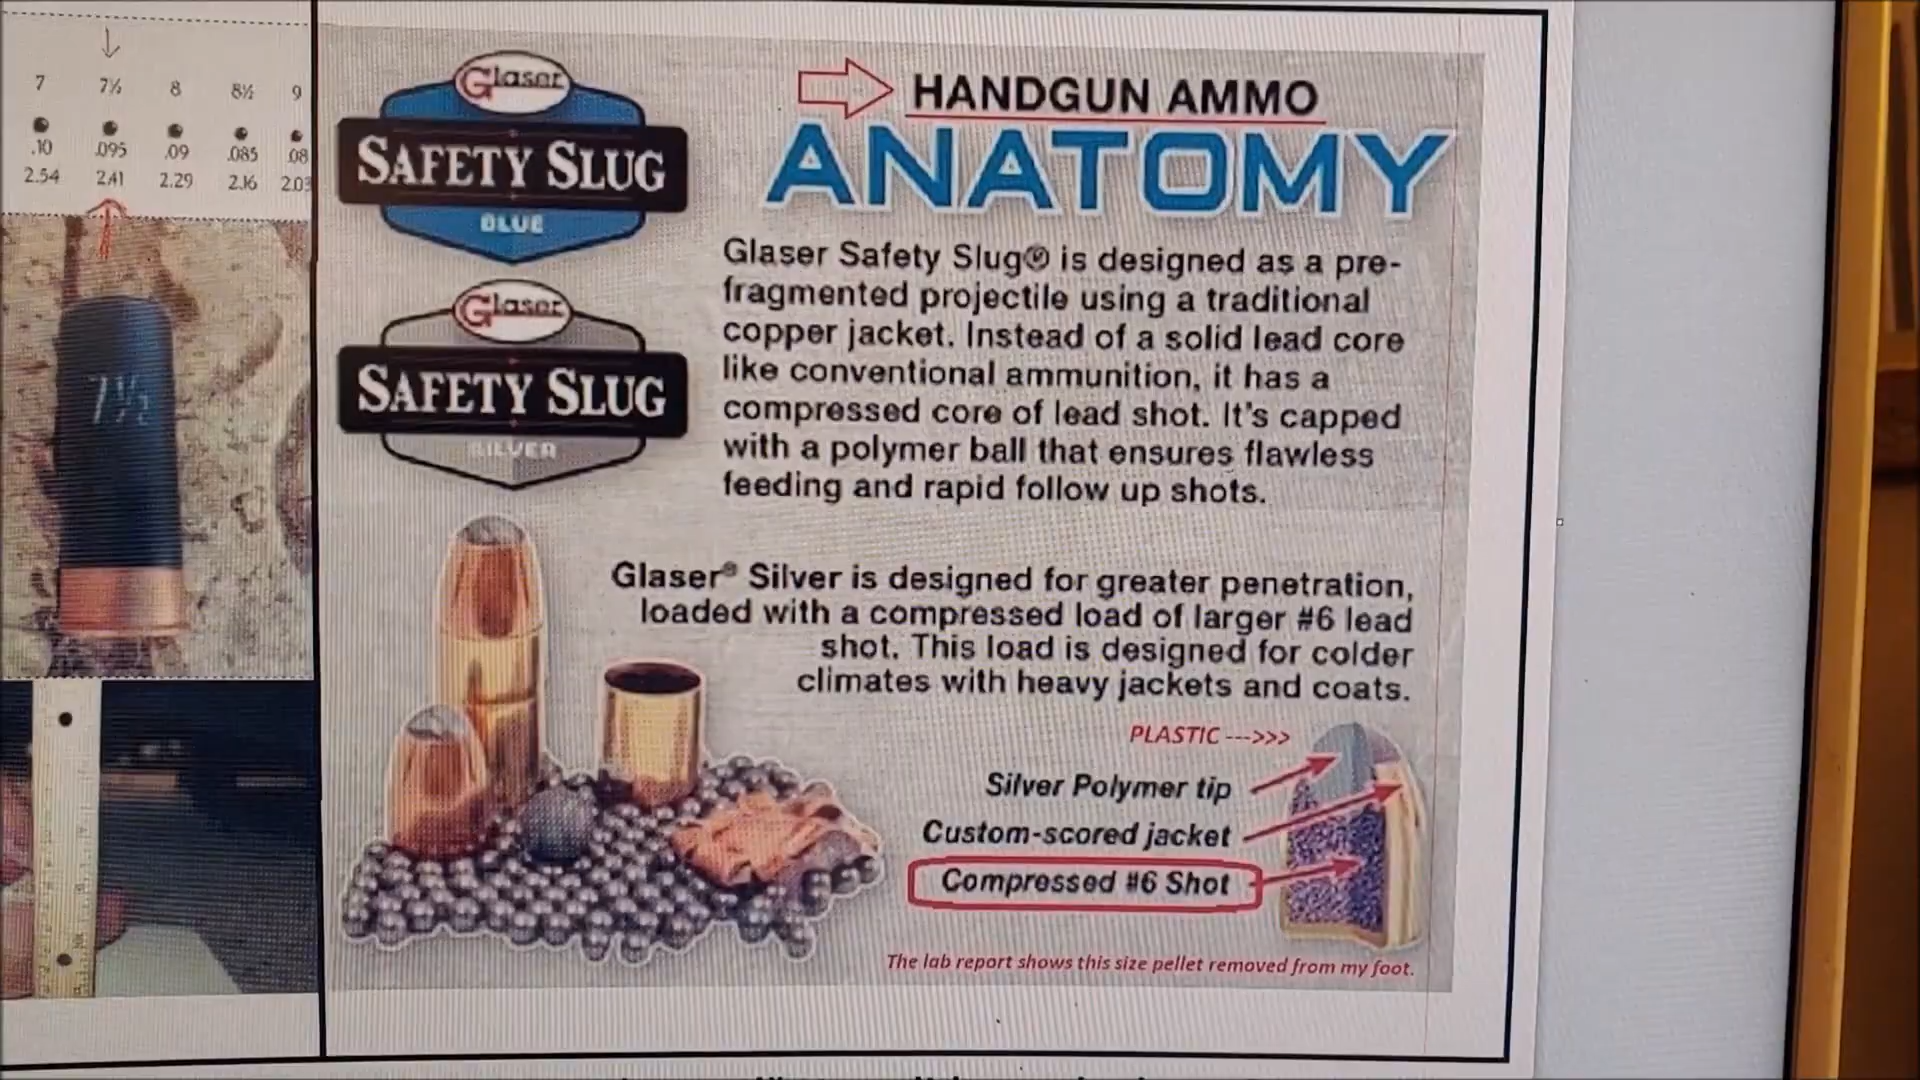 7 7½ 8 8½ 9
.10 .095 .09 .085 .08
2.54 2.41 2.29 2.16 2.03
7½
Glaser
SAFETY SLUG
BLUE
Glaser
SAFETY SLUG
SILVER
HANDGUN AMMO
ANATOMY
Glaser Safety Slug® is designed as a pre-
fragmented projectile using a traditional
copper jacket. Instead of a solid lead core
like conventional ammunition, it has a
compressed core of lead shot. It's capped
with a polymer ball that ensures flawless
feeding and rapid follow up shots.
Glaser® Silver is designed for greater penetration,
loaded with a compressed load of larger #6 lead
shot. This load is designed for colder
climates with heavy jackets and coats.
PLASTIC --->>>
Silver Polymer tip
Custom-scored jacket
Compressed #6 Shot
The lab report shows this size pellet removed from my foot.